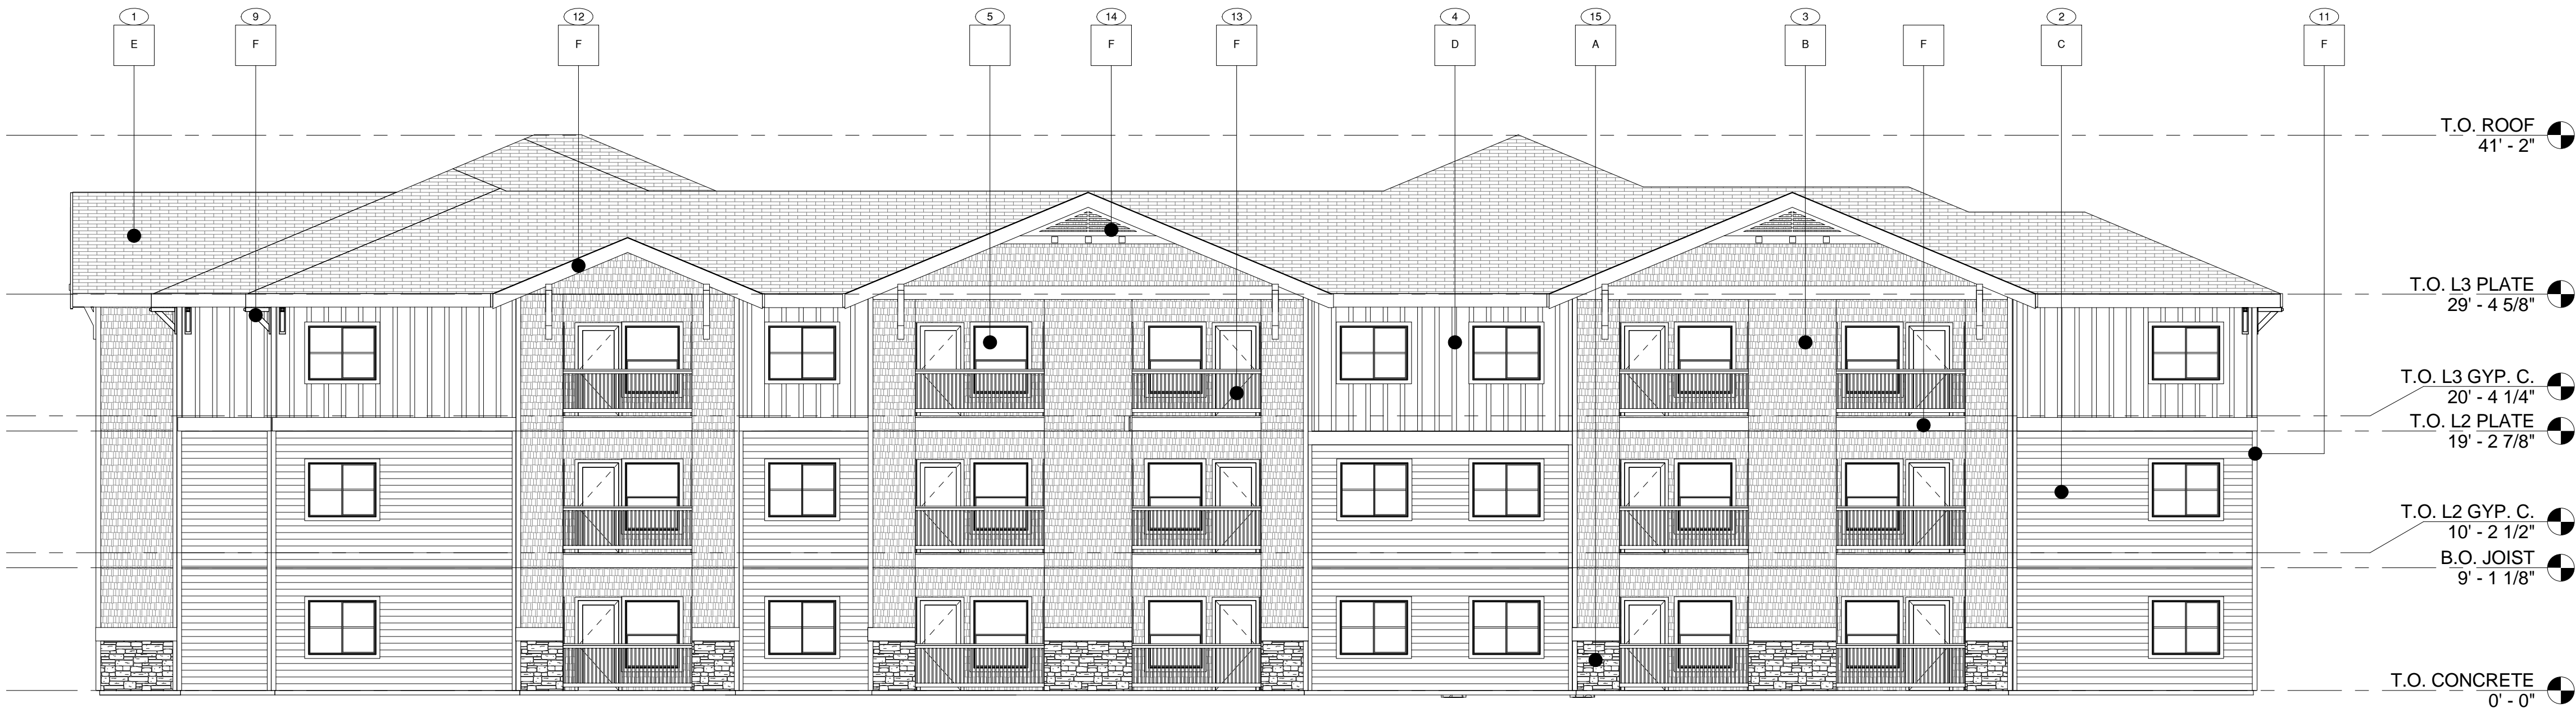 1 9 12 5 14 13 4 15 3 2 11
E F F F F D A B F C F
T.O. ROOF
41' - 2"
T.O. L3 PLATE
29' - 4 5/8"
T.O. L3 GYP. C.
20' - 4 1/4"
T.O. L2 PLATE
19' - 2 7/8"
T.O. L2 GYP. C.
10' - 2 1/2"
B.O. JOIST
9' - 1 1/8"
T.O. CONCRETE
0' - 0"